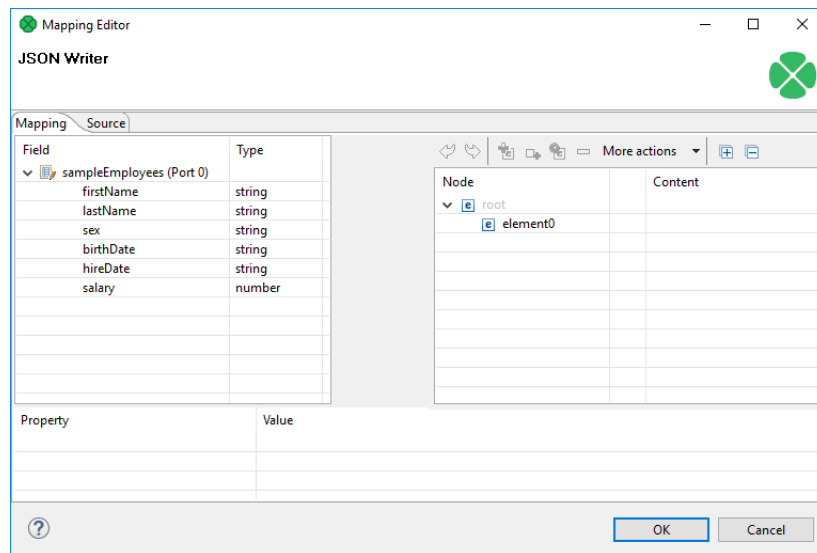 Mapping Editor
JSON Writer
Mapping Source
Field Type
sampleEmployees (Port 0)
firstName string
lastName string
sex string
birthDate string
hireDate string
salary number
More actions
Node Content
e root
e element0
Property Value
?
OK Cancel